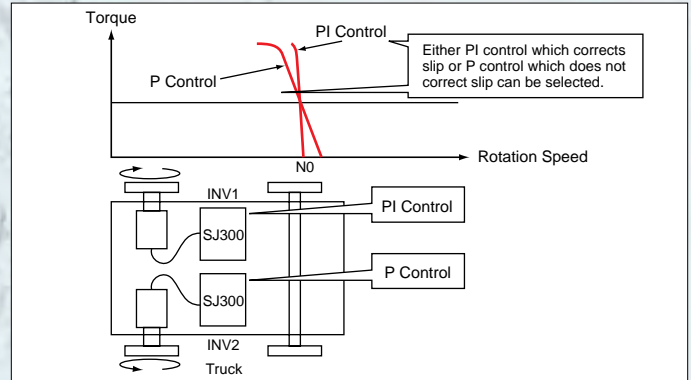 Torque
PI Control
P Control
Either PI control which corrects
slip or P control which does not
correct slip can be selected.
N0
Rotation Speed
INV1
SJ300
PI Control
SJ300
P Control
INV2
Truck